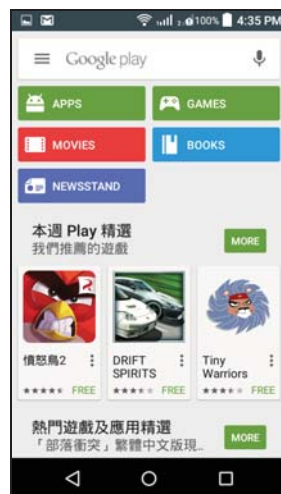 100% 4:35 PM
Google play
APPS
GAMES
MOVIES
BOOKS
NEWSSTAND
本週 Play 精選
我們推薦的遊戲
MORE
憤怒鳥2
FREE
DRIFT
SPIRITS
FREE
Tiny
Warriors
FREE
熱門遊戲及應用精選
「部落衝突」繁體中文版現...
MORE